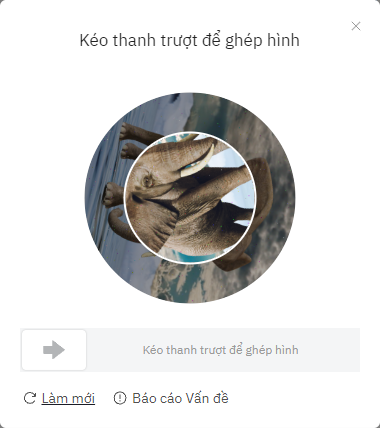 Kéo thanh trượt để ghép hình
Kéo thanh trượt để ghép hình
Làm mới
Báo cáo Vấn đề